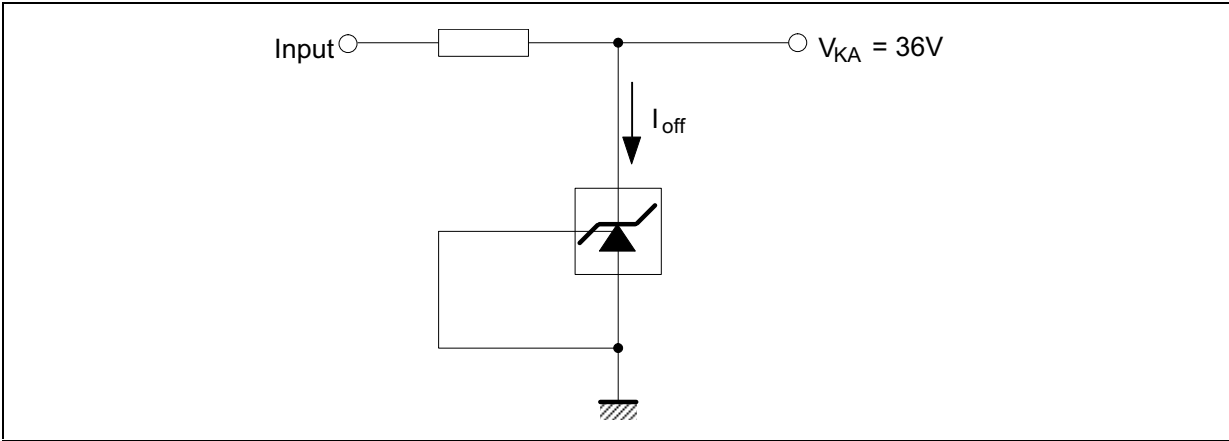 Input
V_KA = 36V
I_off